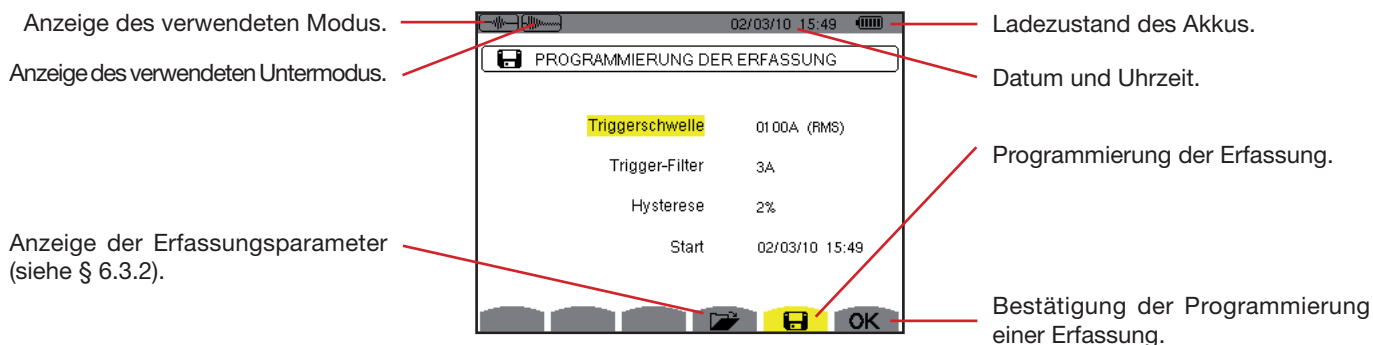 Anzeige des verwendeten Modus.
Anzeige des verwendeten Untermodus.
Anzeige der Erfassungsparameter
(siehe § 6.3.2).
02/03/10 15:49
PROGRAMMIERUNG DER ERFASSUNG
Triggerschwelle 0100A (RMS)
Trigger-Filter 3A
Hysterese 2%
Start 02/03/10 15:49
OK
Ladezustand des Akkus.
Datum und Uhrzeit.
Programmierung der Erfassung.
Bestätigung der Programmierung
einer Erfassung.